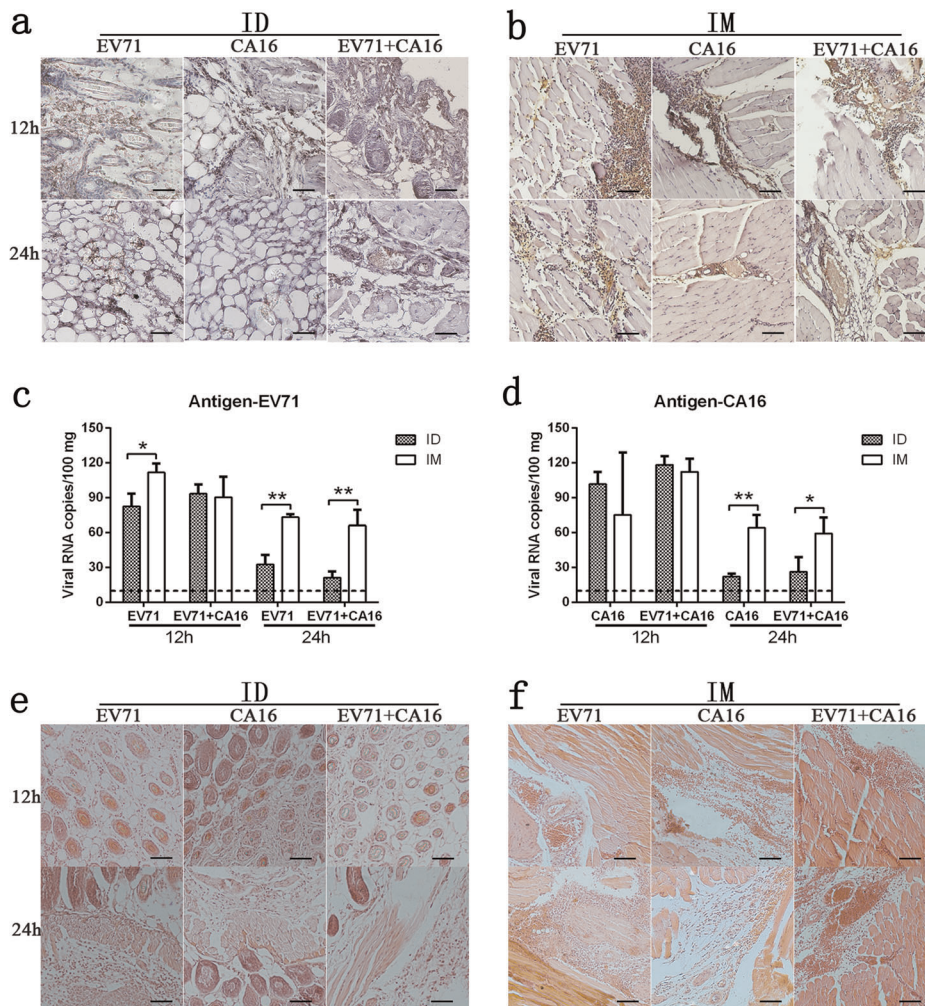 a
ID
EV71 CA16 EV71+CA16
12h
24h
b
IM
EV71 CA16 EV71+CA16
c
Antigen-EV71
Viral RNA copies/100 mg
150
120
90
60
30
0
*
**
**
ID
IM
EV71 EV71+CA16 EV71 EV71+CA16
12h 24h
d
Antigen-CA16
Viral RNA copies/100 mg
150
120
90
60
30
0
**
*
ID
IM
CA16 EV71+CA16 CA16 EV71+CA16
12h 24h
e
ID
EV71 CA16 EV71+CA16
12h
24h
f
IM
EV71 CA16 EV71+CA16